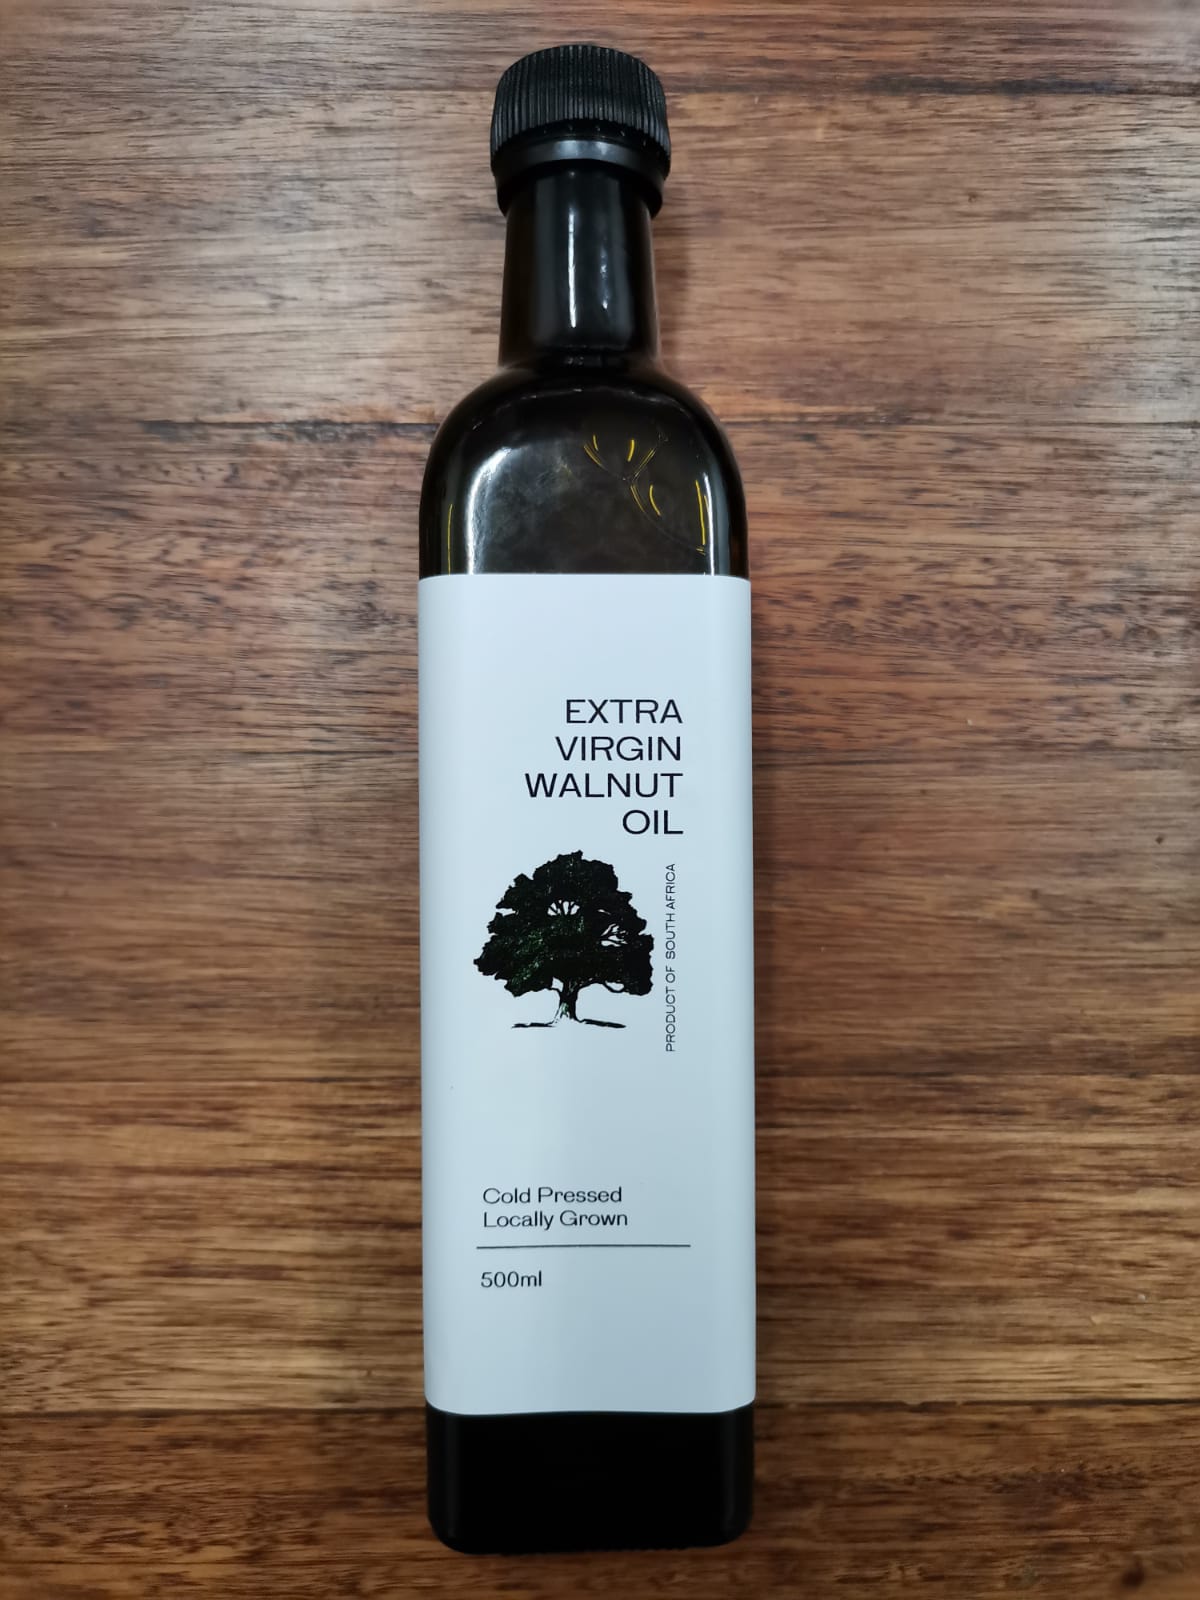 EXTRA
VIRGIN
WALNUT
OIL
PRODUCT OF SOUTH AFRICA
Cold Pressed
Locally Grown
500ml